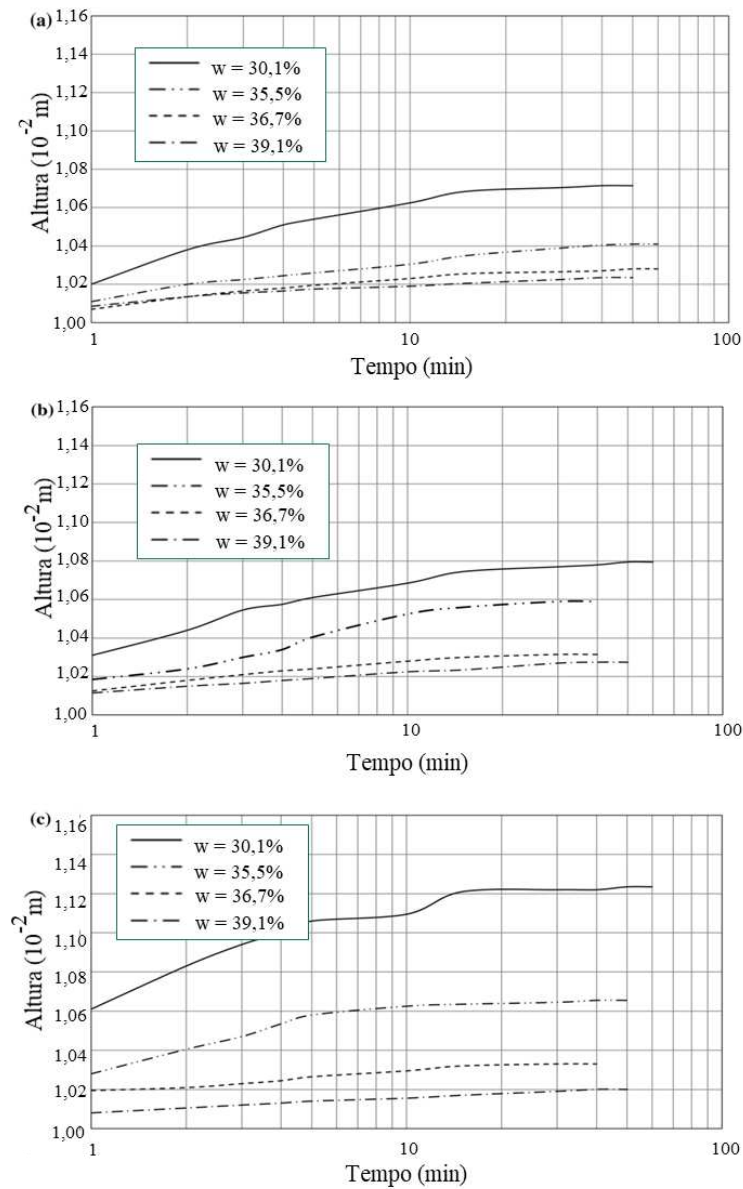 (a)
1,16
1,14
1,12
1,10
1,08
1,06
1,04
1,02
1,00
Altura (10⁻² m)
w = 30,1%
w = 35,5%
w = 36,7%
w = 39,1%
1
10
100
Tempo (min)
(b)
1,16
1,14
1,12
1,10
1,08
1,06
1,04
1,02
1,00
Altura (10⁻² m)
w = 30,1%
w = 35,5%
w = 36,7%
w = 39,1%
1
10
100
Tempo (min)
(c)
1,16
1,14
1,12
1,10
1,08
1,06
1,04
1,02
1,00
Altura (10⁻² m)
w = 30,1%
w = 35,5%
w = 36,7%
w = 39,1%
1
10
100
Tempo (min)